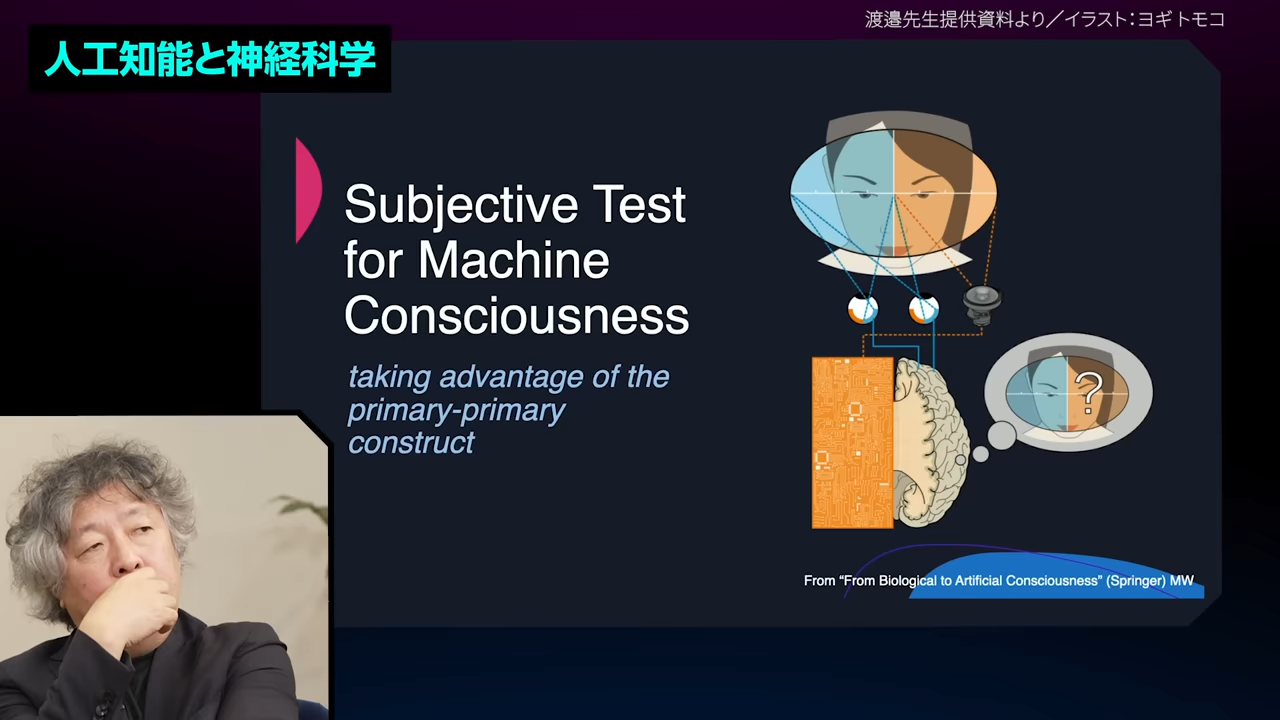 渡邉先生提供資料より／イラスト：ヨギトモコ
人工知能と神経科学
Subjective Test
for Machine
Consciousness
taking advantage of the
primary-primary
construct
?
From “From Biological to Artificial Consciousness” (Springer) MW